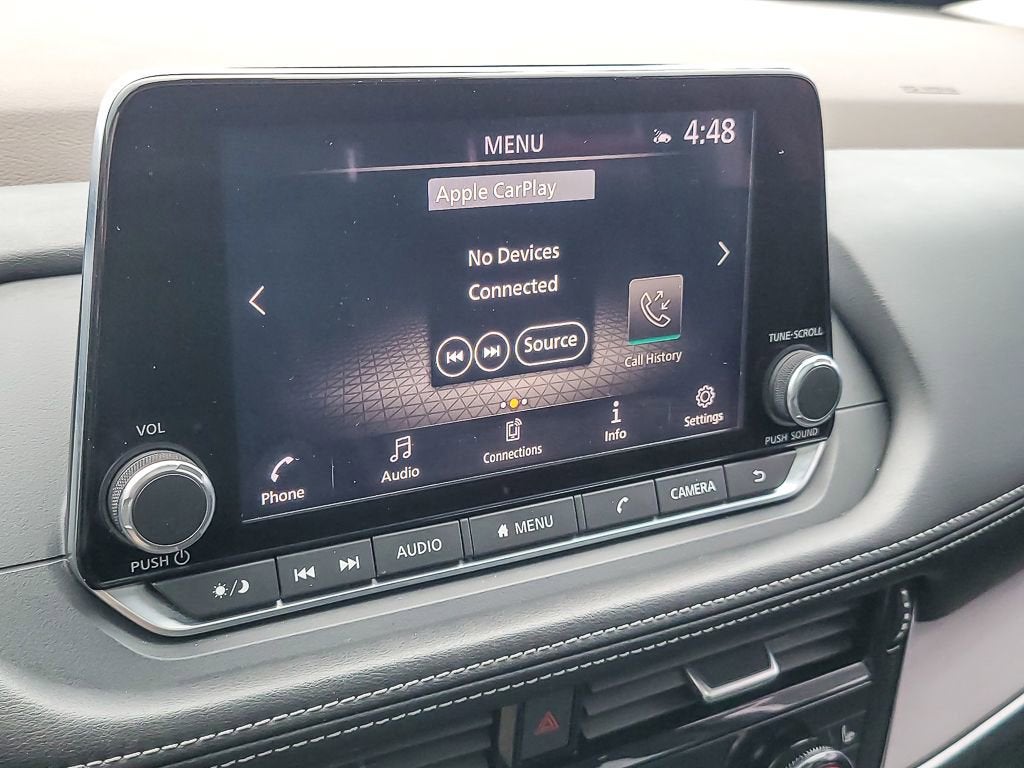 MENU
4:48
Apple CarPlay
No Devices
Connected
Source
Call History
Phone
Audio
Connections
Info
Settings
VOL
PUSH
TUNE·SCROLL
PUSH SOUND
AUDIO
MENU
CAMERA